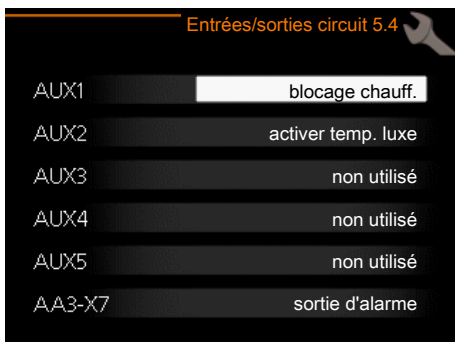 Entrées/sorties circuit 5.4
AUX1 blocage chauff.
AUX2 activer temp. luxe
AUX3 non utilisé
AUX4 non utilisé
AUX5 non utilisé
AA3-X7 sortie d'alarme